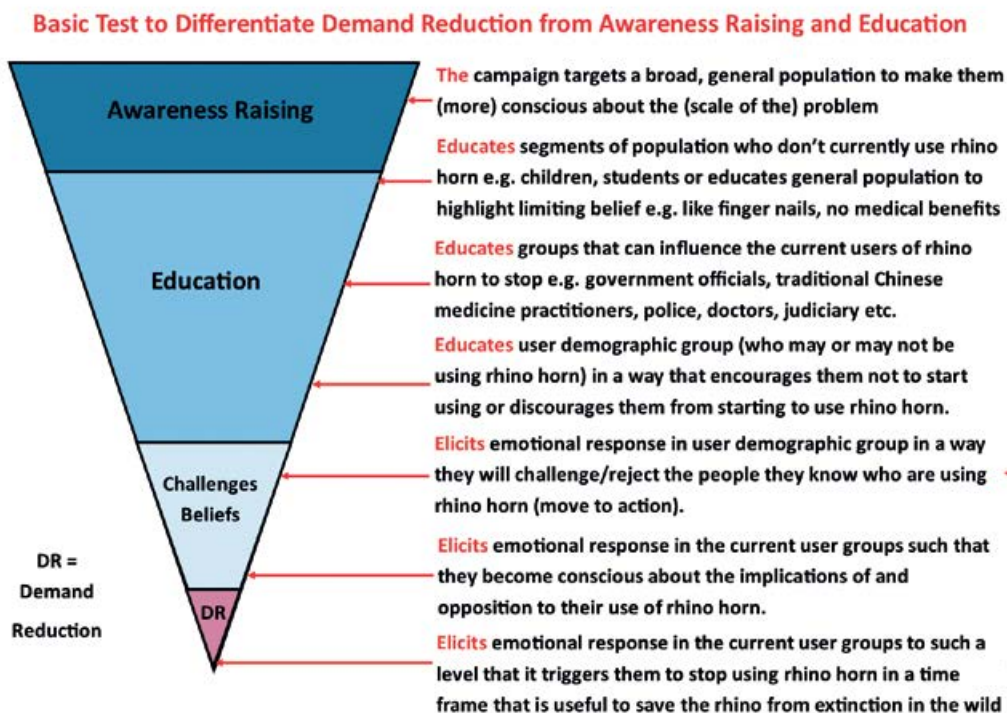 Basic Test to Differentiate Demand Reduction from Awareness Raising and Education
Awareness Raising
The campaign targets a broad, general population to make them
(more) conscious about the (scale of the) problem
Educates segments of population who don't currently use rhino
horn e.g. children, students or educates general population to
highlight limiting belief e.g. like finger nails, no medical benefits
Education
Educates groups that can influence the current users of rhino
horn to stop e.g. government officials, traditional Chinese
medicine practitioners, police, doctors, judiciary etc.
Educates user demographic group (who may or may not be
using rhino horn) in a way that encourages them not to start
using or discourages them from starting to use rhino horn.
Challenges
Beliefs
Elicits emotional response in user demographic group in a way
they will challenge/reject the people they know who are using
rhino horn (move to action).
DR =
Demand
Reduction
DR
Elicits emotional response in the current user groups such that
they become conscious about the implications of and
opposition to their use of rhino horn.
Elicits emotional response in the current user groups to such a
level that it triggers them to stop using rhino horn in a time
frame that is useful to save the rhino from extinction in the wild